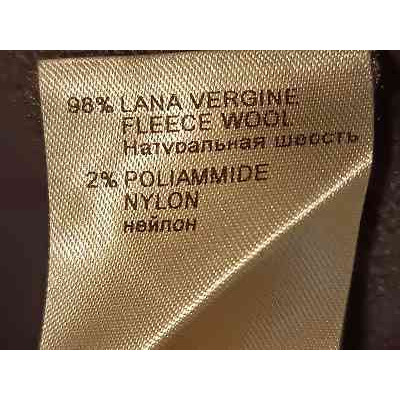 98% LANA VERGINE
FLEECE WOOL
Натуральная шерсть
2% POLIAMMIDE
NYLON
нейлон